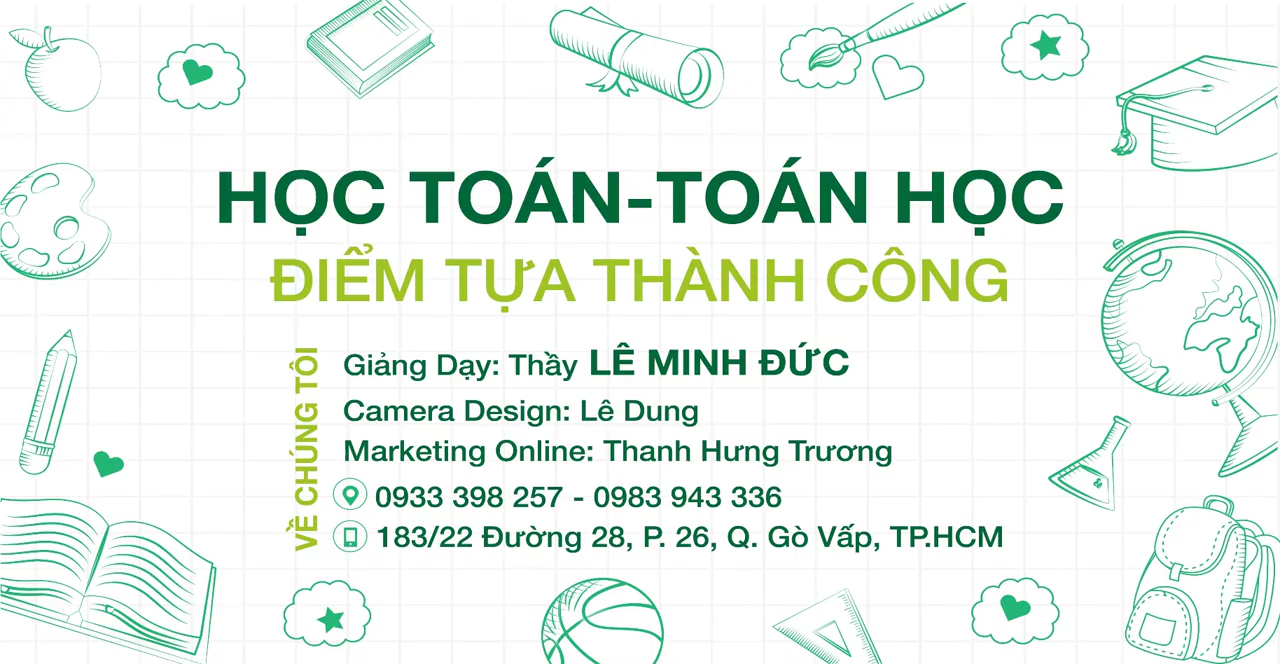 HỌC TOÁN-TOÁN HỌC
ĐIỂM TỰA THÀNH CÔNG
VỀ CHÚNG TÔI
Giảng Dạy: Thầy LÊ MINH ĐỨC
Camera Design: Lê Dung
Marketing Online: Thanh Hưng Trương
0933 398 257 - 0983 943 336
183/22 Đường 28, P. 26, Q. Gò Vấp, TP.HCM